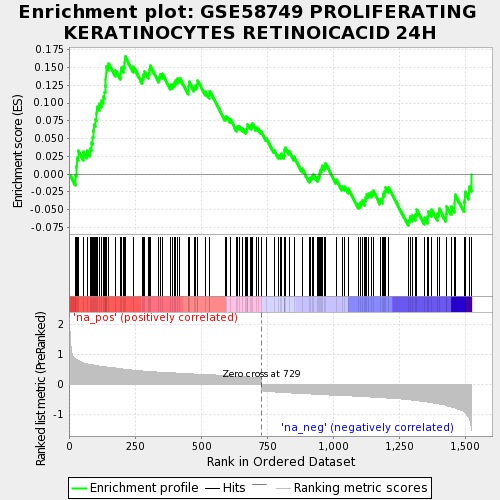 Enrichment plot: GSE58749 PROLIFERATING
KERATINOCYTES RETINOICACID 24H
Enrichment score (ES)
0.175
0.150
0.125
0.100
0.075
0.050
0.025
0.000
-0.025
-0.050
-0.075
'na_pos' (positively correlated)
Ranked list metric (PreRanked)
2
1
0
-1
Zero cross at 729
'na_neg' (negatively correlated)
0
250
500
750
1,000
1,250
1,500
Rank in Ordered Dataset
Enrichment profile
Hits
Ranking metric scores